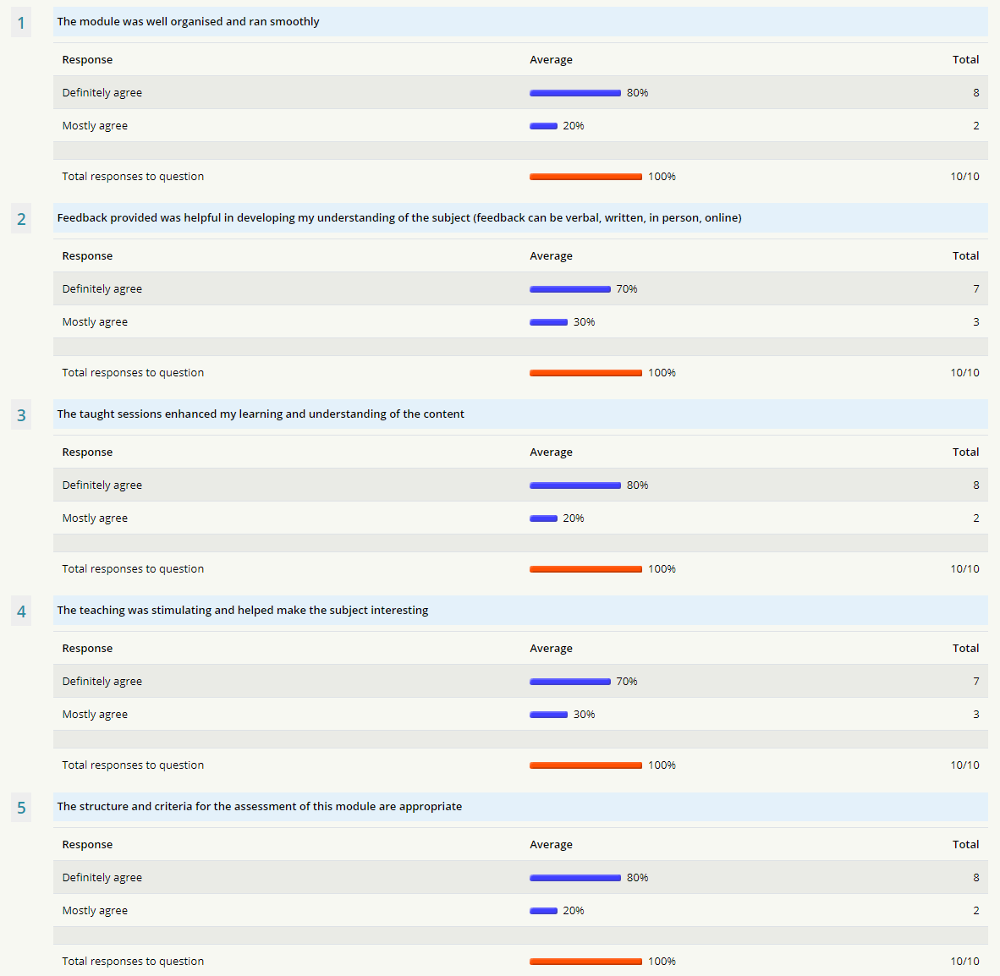 1 The module was well organised and ran smoothly
Response Average Total
Definitely agree 80% 8
Mostly agree 20% 2
Total responses to question 100% 10/10
2 Feedback provided was helpful in developing my understanding of the subject (feedback can be verbal, written, in person, online)
Response Average Total
Definitely agree 70% 7
Mostly agree 30% 3
Total responses to question 100% 10/10
3 The taught sessions enhanced my learning and understanding of the content
Response Average Total
Definitely agree 80% 8
Mostly agree 20% 2
Total responses to question 100% 10/10
4 The teaching was stimulating and helped make the subject interesting
Response Average Total
Definitely agree 70% 7
Mostly agree 30% 3
Total responses to question 100% 10/10
5 The structure and criteria for the assessment of this module are appropriate
Response Average Total
Definitely agree 80% 8
Mostly agree 20% 2
Total responses to question 100% 10/10